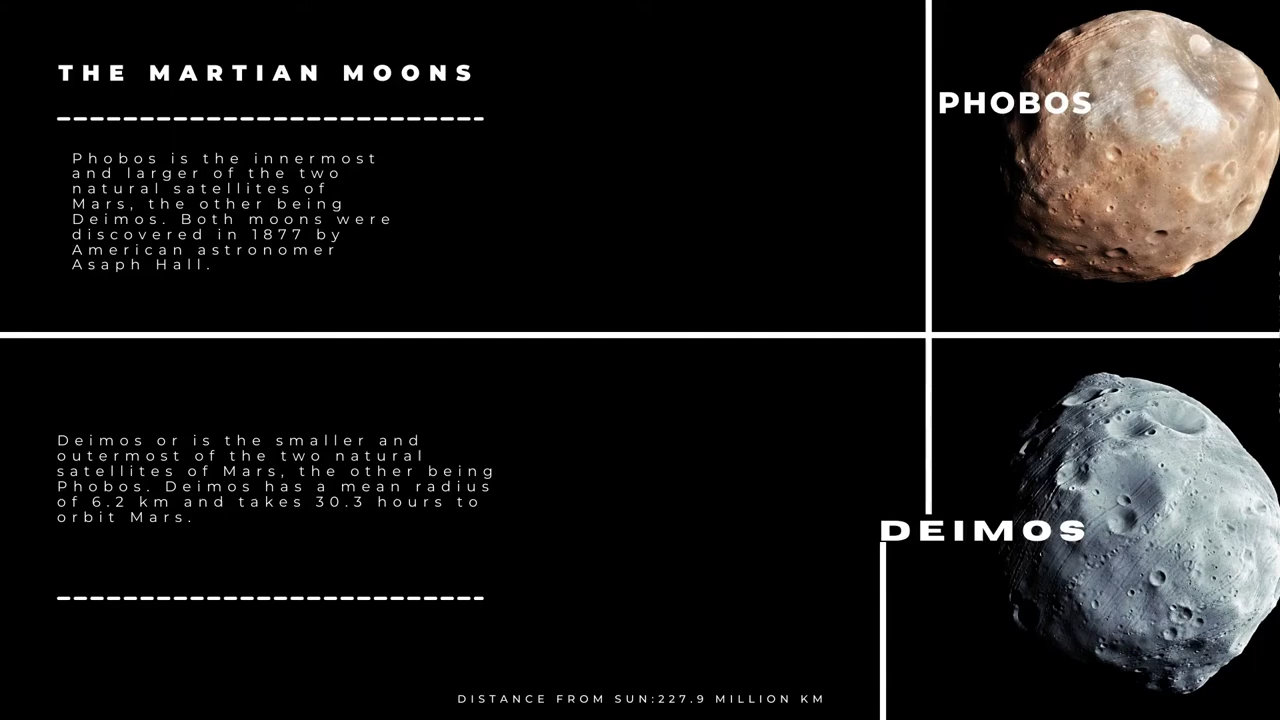 THE MARTIAN MOONS
Phobos is the innermost
and larger of the two
natural satellites of
Mars, the other being
Deimos. Both moons were
discovered in 1877 by
American astronomer
Asaph Hall.
PHOBOS
Deimos or is the smaller and
outermost of the two natural
satellites of Mars, the other being
Phobos. Deimos has a mean radius
of 6.2 km and takes 30.3 hours to
orbit Mars.
DEIMOS
DISTANCE FROM SUN:227.9 MILLION KM